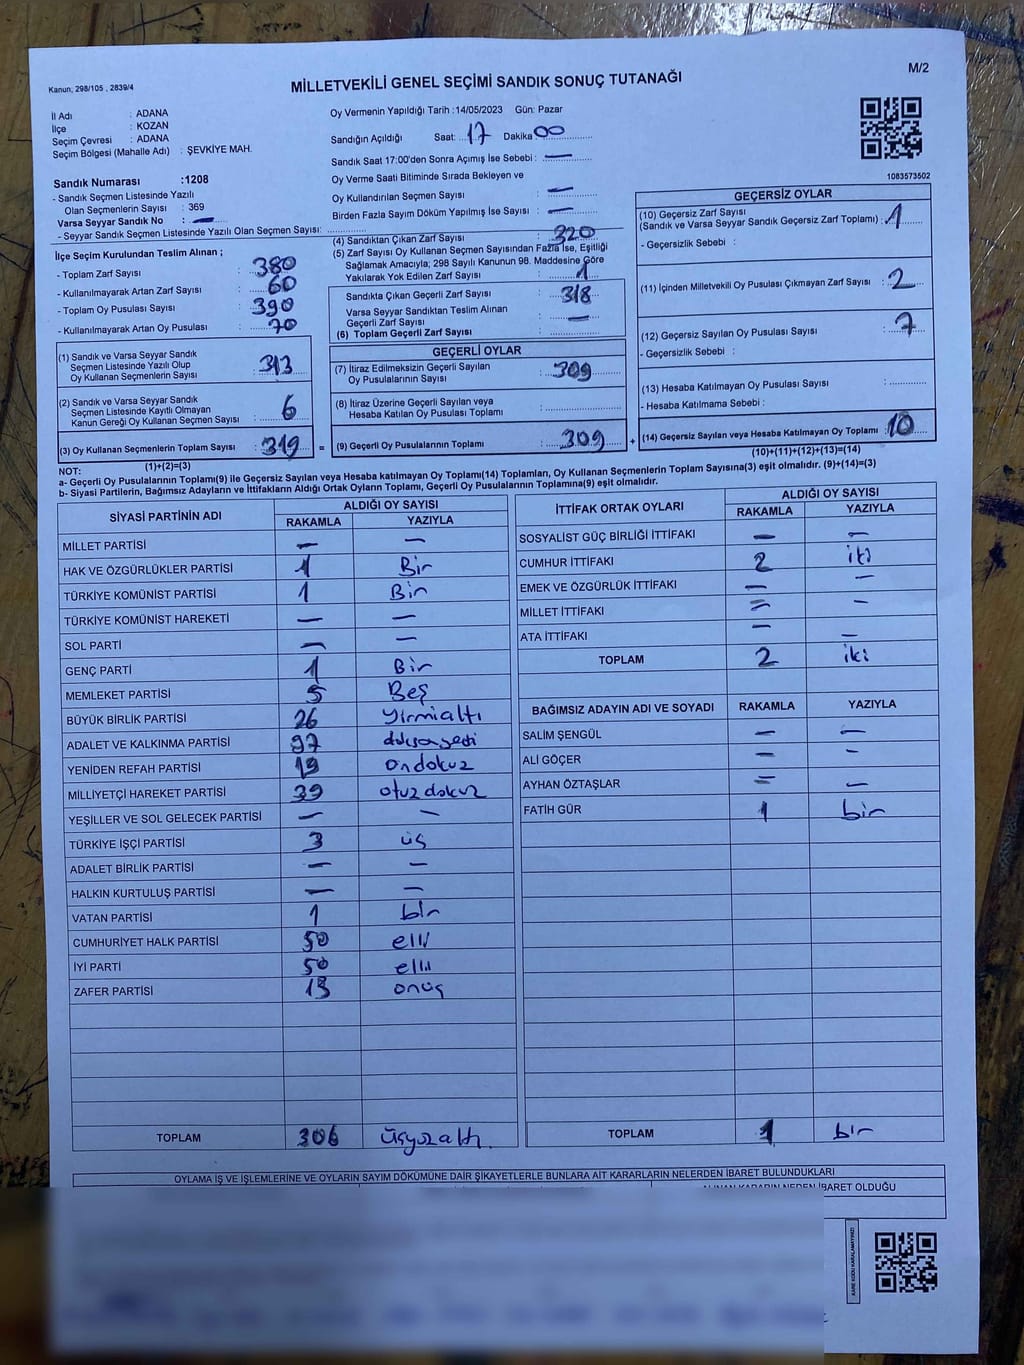 M/2
Kanun; 298/105 , 2839/4
MİLLETVEKİLİ GENEL SEÇİMİ SANDIK SONUÇ TUTANAĞI
İl Adı : ADANA
İlçe : KOZAN
Seçim Çevresi : ADANA
Seçim Bölgesi (Mahalle Adı) : ŞEVKİYE MAH.
Sandık Numarası :1208
- Sandık Seçmen Listesinde Yazılı
Olan Seçmenlerin Sayısı : 369
Varsa Seyyar Sandık No : —
- Seyyar Sandık Seçmen Listesinde Yazılı Olan Seçmen Sayısı:
Oy Vermenin Yapıldığı Tarih :14/05/2023 Gün: Pazar
Sandığın Açıldığı Saat: 17 Dakika 00
Sandık Saat 17:00'den Sonra Açımış İse Sebebi : —
Oy Verme Saati Bitiminde Sırada Bekleyen ve
Oy Kullandırılan Seçmen Sayısı : —
Birden Fazla Sayım Döküm Yapılmış İse Sayısı : —
1083573502
İlçe Seçim Kurulundan Teslim Alınan ;
- Toplam Zarf Sayısı : 380
- Kullanılmayarak Artan Zarf Sayısı : 60
- Toplam Oy Pusulası Sayısı : 390
- Kullanılmayarak Artan Oy Pusulası : 70
(1) Sandık ve Varsa Seyyar Sandık
Seçmen Listesinde Yazılı Olup
Oy Kullanan Seçmenlerin Sayısı : 313
(2) Sandık ve Varsa Seyyar Sandık
Seçmen Listesinde Kayıtlı Olmayan
Kanun Gereği Oy Kullanan Seçmen Sayısı : 6
(3) Oy Kullanan Seçmenlerin Toplam Sayısı : 319 =
(1)+(2)=(3)
(4) Sandıktan Çıkan Zarf Sayısı : 320
(5) Zarf Sayısı Oy Kullanan Seçmen Sayısından Fazla İse, Eşitliği
Sağlamak Amacıyla; 298 Sayılı Kanunun 98. Maddesine Göre
Yakılarak Yok Edilen Zarf Sayısı : 1
Sandıkta Çıkan Geçerli Zarf Sayısı : 318
Varsa Seyyar Sandıktan Teslim Alınan
Geçerli Zarf Sayısı : —
(6) Toplam Geçerli Zarf Sayısı :
GEÇERLİ OYLAR
(7) İtiraz Edilmeksizin Geçerli Sayılan
Oy Pusulalarının Sayısı : 309
(8) İtiraz Üzerine Geçerli Sayılan veya
Hesaba Katılan Oy Pusulası Toplamı :
(9) Geçerli Oy Pusulalarının Toplamı : 309 +
GEÇERSİZ OYLAR
(10) Geçersiz Zarf Sayısı
(Sandık ve Varsa Seyyar Sandık Geçersiz Zarf Toplamı) : 1
- Geçersizlik Sebebi :
(11) İçinden Milletvekili Oy Pusulası Çıkmayan Zarf Sayısı : 2
(12) Geçersiz Sayılan Oy Pusulası Sayısı : 7
- Geçersizlik Sebebi :
(13) Hesaba Katılmayan Oy Pusulası Sayısı :
- Hesaba Katılmama Sebebi :
(14) Geçersiz Sayılan veya Hesaba Katılmayan Oy Toplamı : 10
(10)+(11)+(12)+(13)=(14)
NOT:
a- Geçerli Oy Pusulalarının Toplamı(9) ile Geçersiz Sayılan veya Hesaba katılmayan Oy Toplamı(14) Toplamları, Oy Kullanan Seçmenlerin Toplam Sayısına(3) eşit olmalıdır. (9)+(14)=(3)
b- Siyasi Partilerin, Bağımsız Adayların ve İttifakların Aldığı Ortak Oyların Toplamı, Geçerli Oy Pusulalarının Toplamına(9) eşit olmalıdır.
SİYASİ PARTİNİN ADI ALDIĞI OY SAYISI
RAKAMLA YAZIYLA
MİLLET PARTİSİ — —
HAK VE ÖZGÜRLÜKLER PARTİSİ 1 Bir
TÜRKİYE KOMÜNİST PARTİSİ 1 Bir
TÜRKİYE KOMÜNİST HAREKETİ — —
SOL PARTİ — —
GENÇ PARTİ 1 Bir
MEMLEKET PARTİSİ 5 Beş
BÜYÜK BİRLİK PARTİSİ 26 yirmialtı
ADALET VE KALKINMA PARTİSİ 97
YENİDEN REFAH PARTİSİ 19 ondokuz
MİLLİYETÇİ HAREKET PARTİSİ 39 otuzdokuz
YEŞİLLER VE SOL GELECEK PARTİSİ — —
TÜRKİYE İŞÇİ PARTİSİ 3 üç
ADALET BİRLİK PARTİSİ — —
HALKIN KURTULUŞ PARTİSİ — —
VATAN PARTİSİ 1 bir
CUMHURİYET HALK PARTİSİ 50 elli
İYİ PARTİ 50 elli
ZAFER PARTİSİ 13 onüç
TOPLAM 306 üçyüzaltı.
İTTİFAK ORTAK OYLARI ALDIĞI OY SAYISI
RAKAMLA YAZIYLA
SOSYALİST GÜÇ BİRLİĞİ İTTİFAKI — —
CUMHUR İTTİFAKI 2 iki
EMEK VE ÖZGÜRLÜK İTTİFAKI — —
MİLLET İTTİFAKI — —
ATA İTTİFAKI — —
TOPLAM 2 iki
BAĞIMSIZ ADAYIN ADI VE SOYADI RAKAMLA YAZIYLA
SALİM ŞENGÜL — —
ALİ GÖÇER — —
AYHAN ÖZTAŞLAR — —
FATİH GÜR 1 bir
TOPLAM 1 bir
OYLAMA İŞ VE İŞLEMLERİNE VE OYLARIN SAYIM DÖKÜMÜNE DAİR ŞİKAYETLERLE BUNLARA AİT KARARLARIN NELERDEN İBARET BULUNDUKLARI
ALINAN KARARIN NEDEN İBARET OLDUĞU